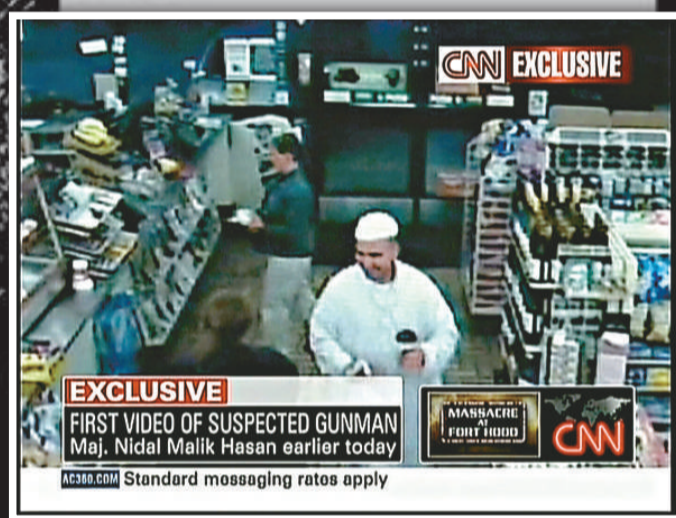 CNN EXCLUSIVE
EXCLUSIVE
FIRST VIDEO OF SUSPECTED GUNMAN
Maj. Nidal Malik Hasan earlier today
MASSACRE
AT
FORT HOOD
CNN
AC360.COM Standard messaging rates apply